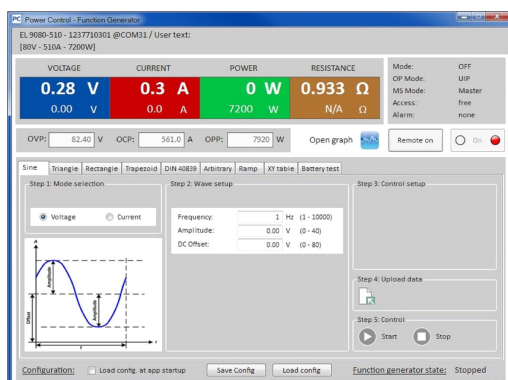 PC Power Control - Function Generator
EL 9080-510 - 1237710301 @COM31 / User text:
[80V - 510A - 7200W]
VOLTAGE CURRENT POWER RESISTANCE
0.28 V 0.3 A 0 W 0.933 Ω
0.00 V 0.0 A 7200 W N/A Ω
Mode: OFF
OP Mode: UIP
MS Mode: Master
Access: free
Alarm: none
OVP: 82.40 V OCP: 561.0 A OPP: 7920 W Open graph Remote on On
Sine Triangle Rectangle Trapezoid DIN 40839 Arbitrary Ramp XY table Battery test
Step 1: Mode selection
Voltage Current
Step 2: Wave setup
Frequency: 1 Hz (1 - 10000)
Amplitude: 0.00 V (0 - 40)
DC Offset: 0.00 V (0 - 80)
Step 3: Control setup
A
Amplitude
Amplitude
Offset
t
Step 4: Upload data
Step 5: Control
Start Stop
Configuration: Load config. at app startup Save Config Load config Function generator state: Stopped